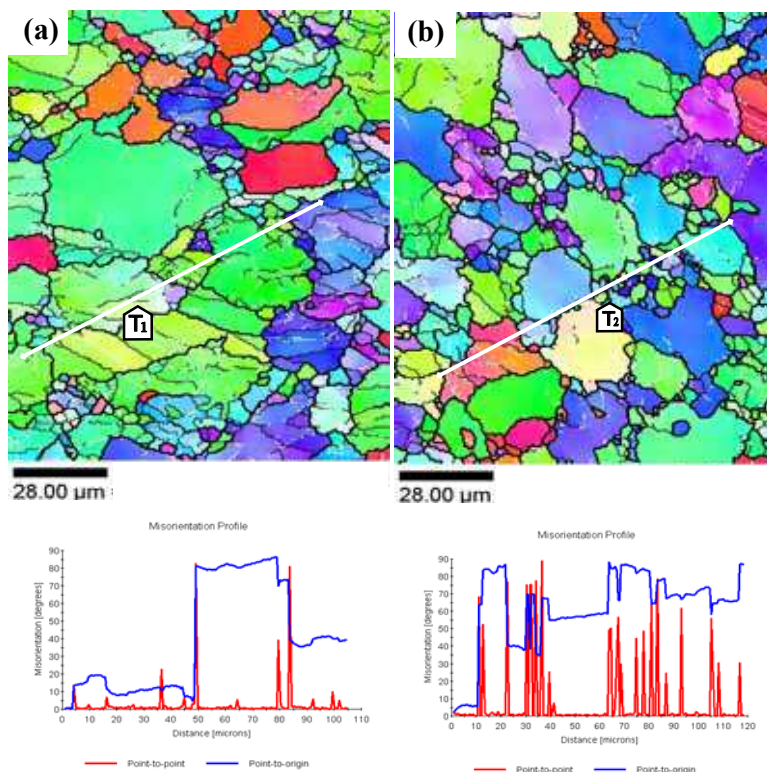 (a)
(b)
T1
T2
28.00 µm
28.00 µm
Misorientation Profile
90
80
70
60
50
40
30
20
10
0
Misorientation [degrees]
0 10 20 30 40 50 60 70 80 90 100 110
Distance [microns]
Point-to-point Point-to-origin
Misorientation Profile
90
80
70
60
50
40
30
20
10
0
Misorientation [degrees]
0 10 20 30 40 50 60 70 80 90 100 110 120
Distance [microns]
Point-to-point Point-to-origin